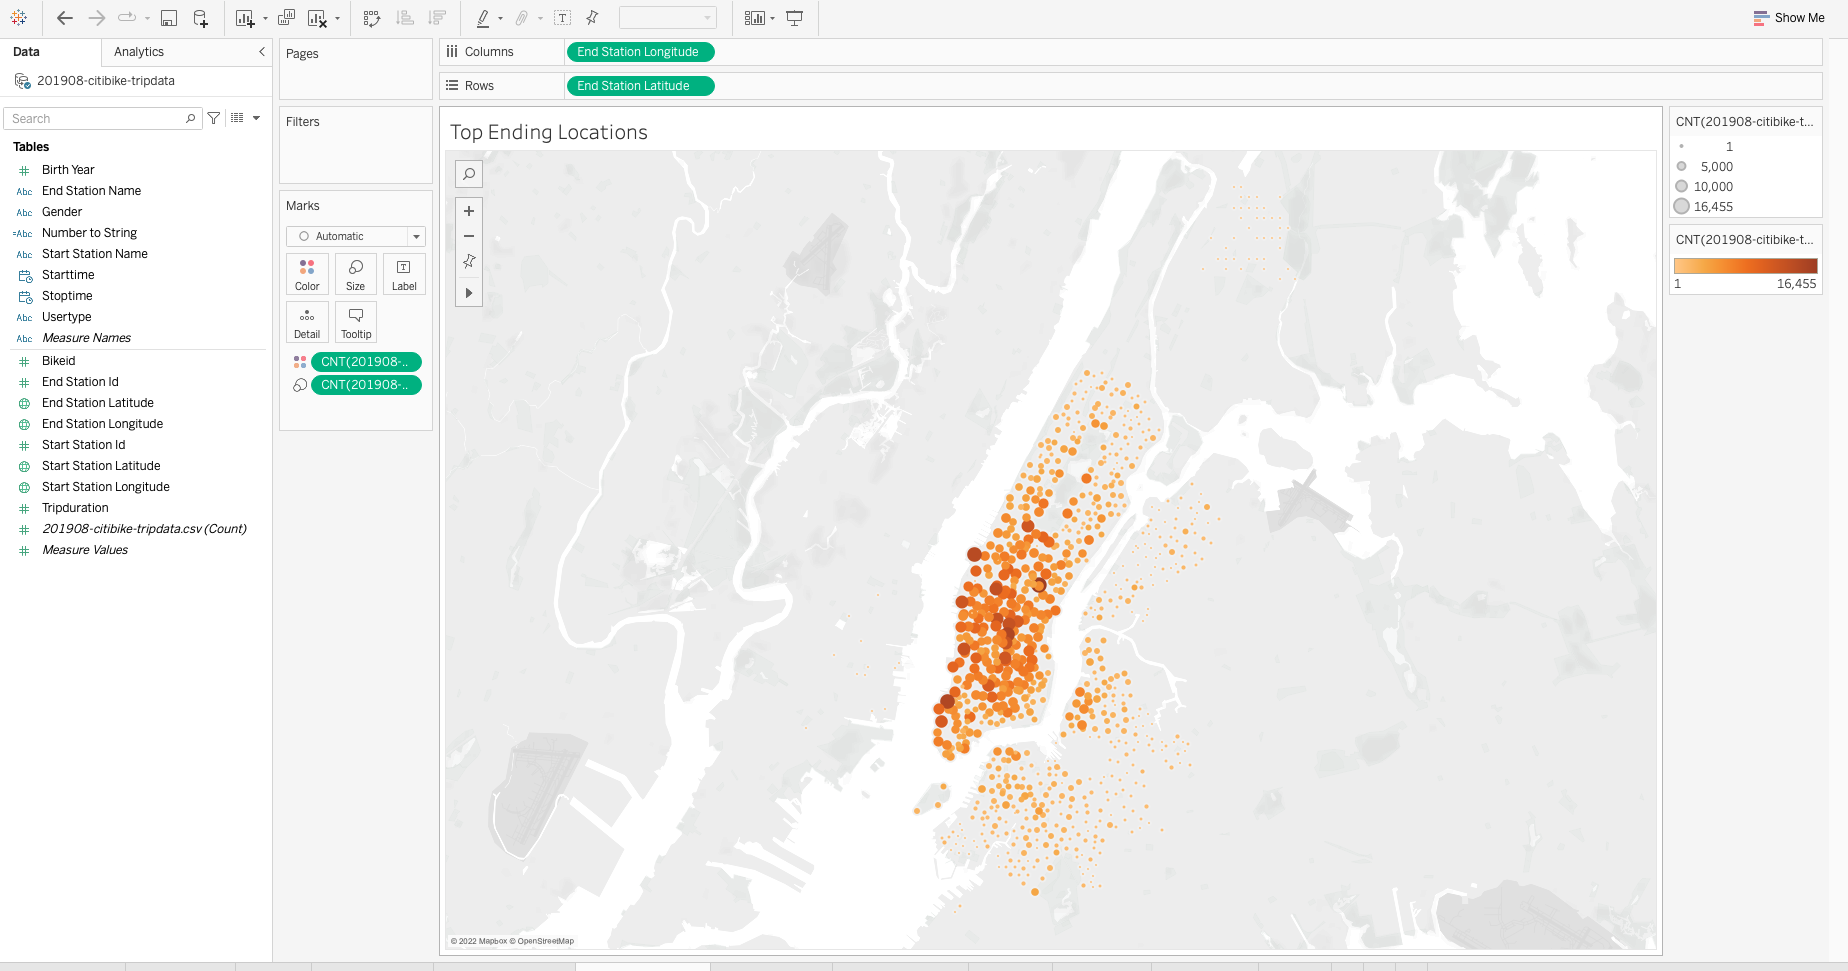 Show Me
Data
Analytics
201908-citibike-tripdata
Search
Tables
Birth Year
Abc
End Station Name
Abc
Gender
=Abc
Number to String
Abc
Start Station Name
Starttime
Stoptime
Abc
Usertype
Abc
Measure Names
Bikeid
End Station Id
End Station Latitude
End Station Longitude
Start Station Id
Start Station Latitude
Start Station Longitude
Tripduration
201908-citibike-tripdata.csv (Count)
Measure Values
Pages
Filters
Marks
Automatic
Color
Size
T
Label
Detail
Tooltip
CNT(201908-..
CNT(201908-..
Columns
End Station Longitude
Rows
End Station Latitude
Top Ending Locations
© 2022 Mapbox © OpenStreetMap
CNT(201908-citibike-t...
1
5,000
10,000
16,455
CNT(201908-citibike-t...
1
16,455